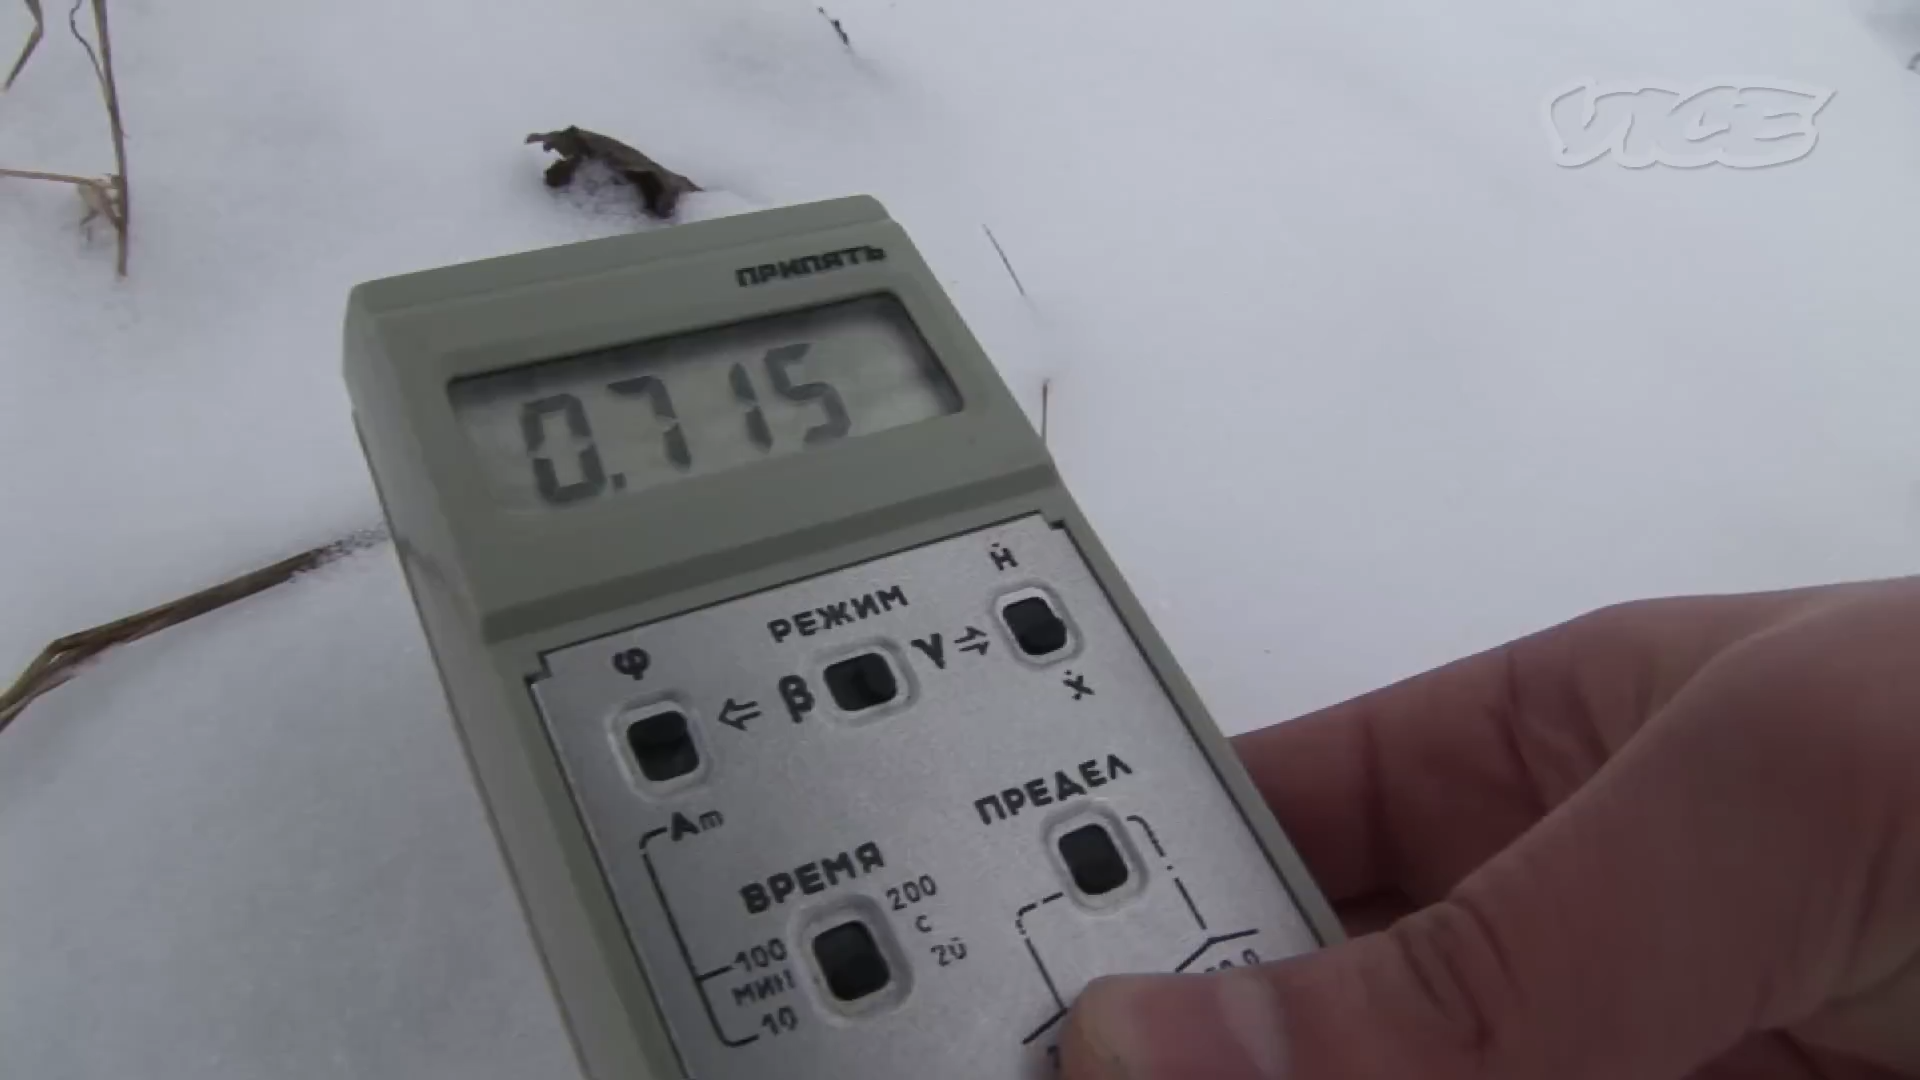 VICE
ПРИПЯТЬ
0.715
РЕЖИМ
Ḣ
φ
⇐ β γ ⇒
Ẋ
Am
ПРЕДЕЛ
ВРЕМЯ
200
с
20
100
МИН
10